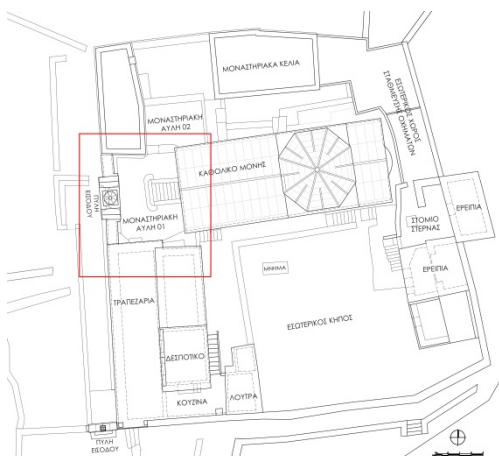 ΜΟΝΑΣΤΗΡΙΑΚΑ ΚΕΛΙΑ
ΕΣΩΤΕΡΙΚΟΣ ΧΩΡΟΣ
ΣΤΑΘΜΕΥΣΗΣ ΟΧΗΜΑΤΩΝ
ΜΟΝΑΣΤΗΡΙΑΚΗ
ΑΥΛΗ 02
ΚΑΘΟΛΙΚΟ ΜΟΝΗΣ
ΠΥΛΗ
ΕΙΣΟΔΟΥ
ΜΟΝΑΣΤΗΡΙΑΚΗ
ΑΥΛΗ 01
ΣΤΟΜΙΟ
ΣΤΕΡΝΑΣ
ΕΡΕΙΠΙΑ
ΕΡΕΙΠΙΑ
ΜΝΗΜΑ
ΤΡΑΠΕΖΑΡΙΑ
ΕΣΩΤΕΡΙΚΟΣ ΚΗΠΟΣ
ΔΕΣΠΟΤΙΚΟ
ΚΟΥΖΙΝΑ
ΛΟΥΤΡΑ
ΠΥΛΗ
ΕΙΣΟΔΟΥ